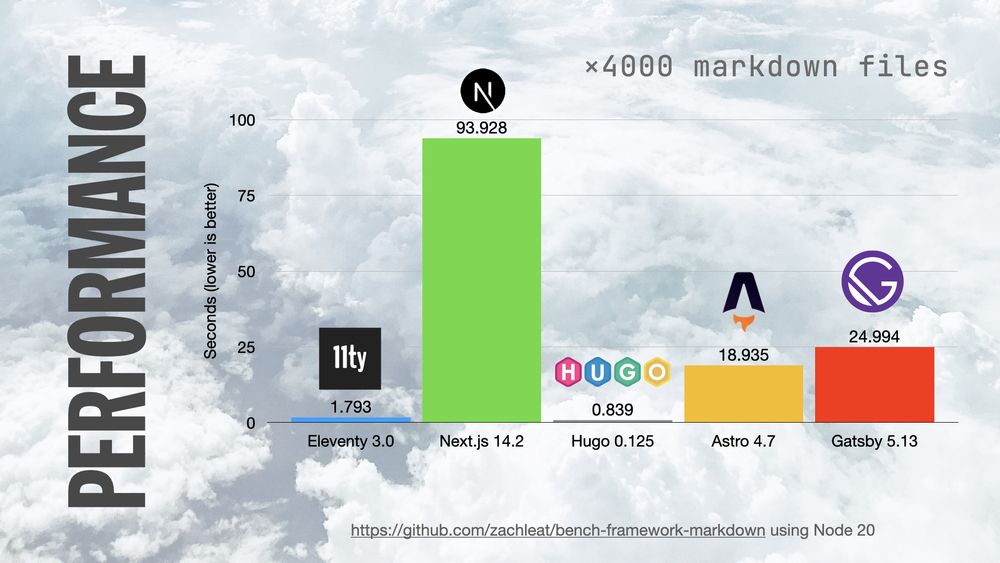 PERFORMANCE
×4000 markdown files
Seconds (lower is better)
100
75
50
25
0
11ty
N
HUGO
G
1.793
93.928
0.839
18.935
24.994
Eleventy 3.0
Next.js 14.2
Hugo 0.125
Astro 4.7
Gatsby 5.13
https://github.com/zachleat/bench-framework-markdown using Node 20